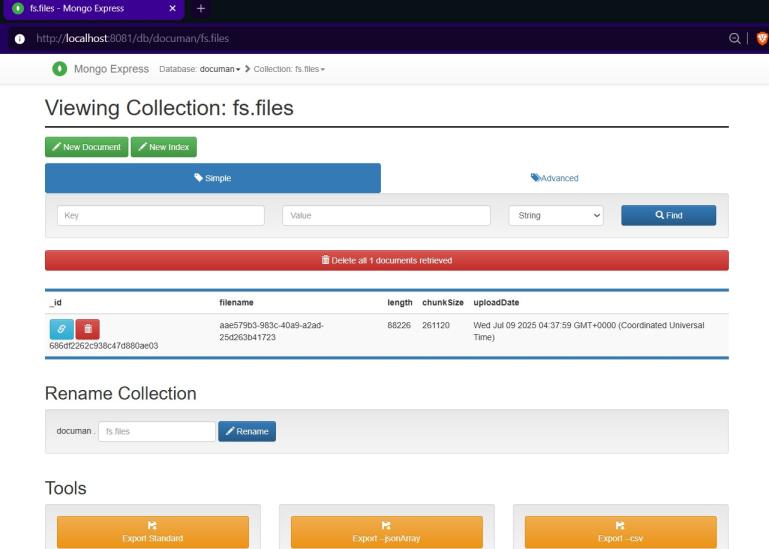 fs.files - Mongo Express
http://localhost:8081/db/documan/fs.files
Mongo Express Database: documan Collection: fs.files
Viewing Collection: fs.files
New Document New Index
Simple Advanced
Key Value String Find
Delete all 1 documents retrieved
_id filename length chunkSize uploadDate
aae579b3-983c-40a9-a2ad- 88226 261120 Wed Jul 09 2025 04:37:59 GMT+0000 (Coordinated Universal
25d263b41723 Time)
686df2262c938c47d880ae03
Rename Collection
documan . fs.files Rename
Tools
Export Standard Export --jsonArray Export --csv